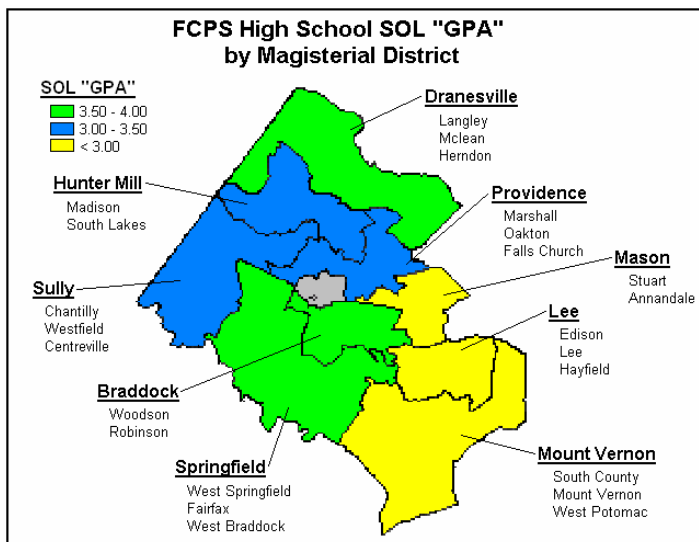 FCPS High School SOL "GPA"
by Magisterial District
SOL "GPA"
3.50 - 4.00
3.00 - 3.50
< 3.00
Dranesville
Langley
Mclean
Herndon
Hunter Mill
Madison
South Lakes
Providence
Marshall
Oakton
Falls Church
Mason
Stuart
Annandale
Sully
Chantilly
Westfield
Centreville
Lee
Edison
Lee
Hayfield
Braddock
Woodson
Robinson
Springfield
West Springfield
Fairfax
West Braddock
Mount Vernon
South County
Mount Vernon
West Potomac